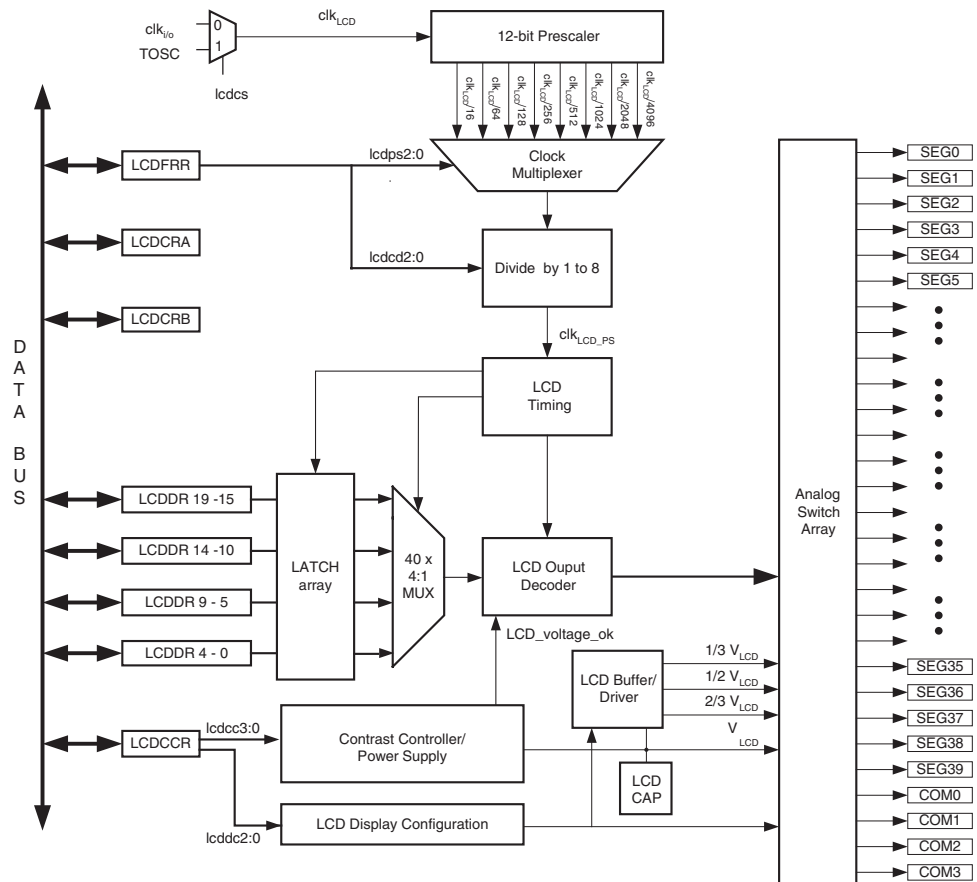 clk_i/o
0
clk_LCD
TOSC
1
lcdcs
12-bit Prescaler
clk_LCD/16
clk_LCD/64
clk_LCD/128
clk_LCD/256
clk_LCD/512
clk_LCD/1024
clk_LCD/2048
clk_LCD/4096
LCDFRR
lcdps2:0
Clock
Multiplexer
LCDCRA
lcdcd2:0
Divide by 1 to 8
LCDCRB
clk_LCD_PS
LCD
Timing
DATA BUS
LCDDR 19 -15
LCDDR 14 -10
LCDDR 9 - 5
LCDDR 4 - 0
LATCH
array
40 x
4:1
MUX
LCD Ouput
Decoder
LCD_voltage_ok
Analog
Switch
Array
LCD Buffer/
Driver
1/3 V_LCD
1/2 V_LCD
2/3 V_LCD
V_LCD
LCDCCR
lcdcc3:0
Contrast Controller/
Power Supply
LCD
CAP
lcddc2:0
LCD Display Configuration
SEG0
SEG1
SEG2
SEG3
SEG4
SEG5
SEG35
SEG36
SEG37
SEG38
SEG39
COM0
COM1
COM2
COM3